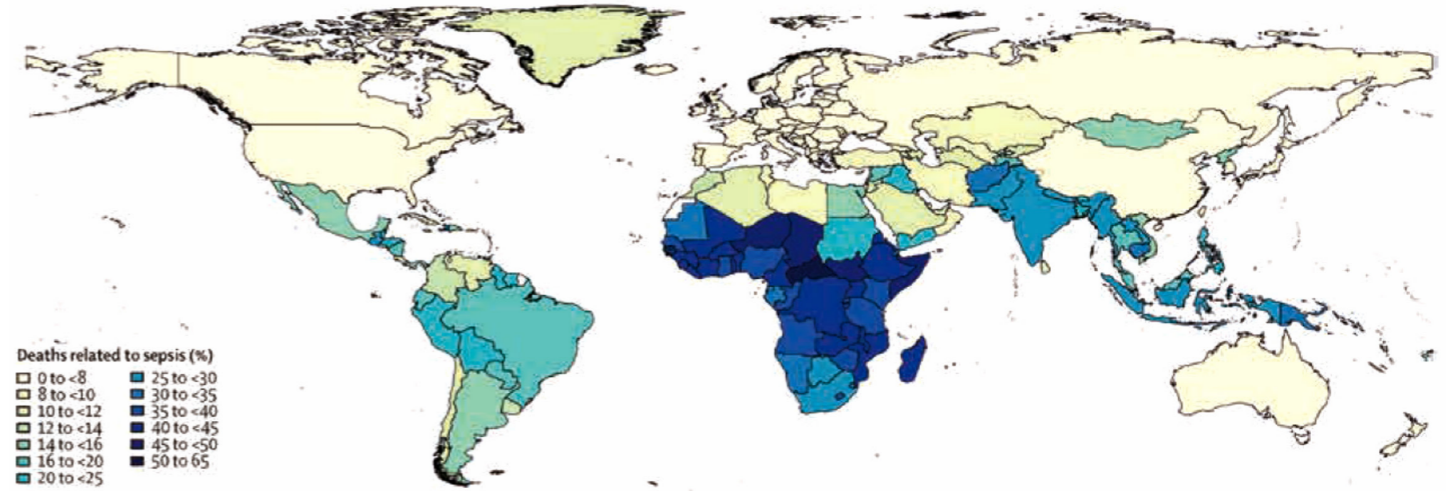 Deaths related to sepsis (%)
0 to <8
8 to <10
10 to <12
12 to <14
14 to <16
16 to <20
20 to <25
25 to <30
30 to <35
35 to <40
40 to <45
45 to <50
50 to 65